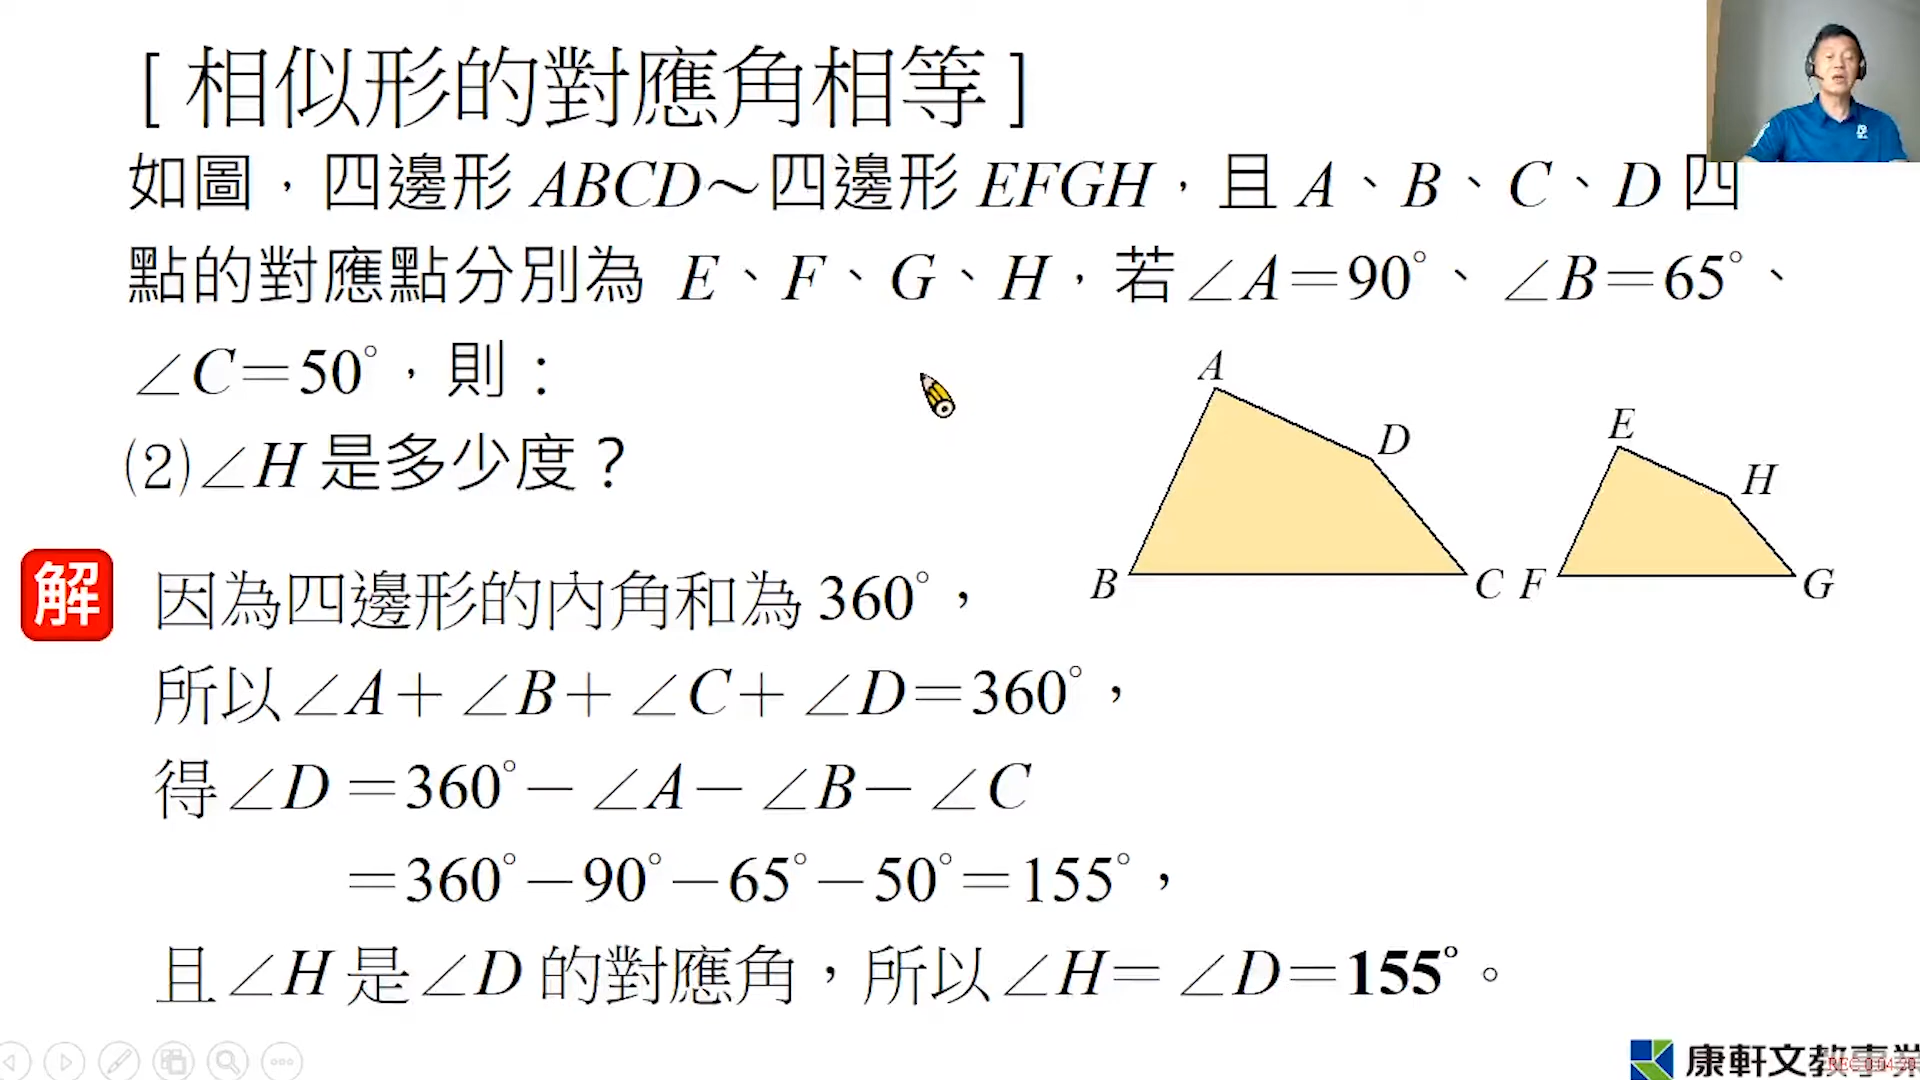 [ 相似形的對應角相等 ]
如圖，四邊形 ABCD～四邊形 EFGH，且 A、B、C、D 四
點的對應點分別為 E、F、G、H，若∠A＝90°、∠B＝65°、
∠C＝50°，則：
(2)∠H 是多少度？
A
D
B
C
E
H
F
G
解
因為四邊形的內角和為 360°，
所以∠A＋∠B＋∠C＋∠D＝360°，
得∠D＝360°－∠A－∠B－∠C
＝360°－90°－65°－50°＝155°，
且∠H 是∠D 的對應角，所以∠H＝∠D＝155°。
康軒文教事業